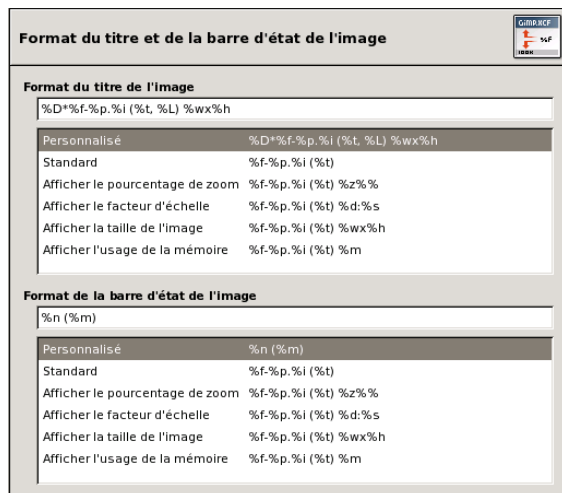 Format du titre et de la barre d'état de l'image
GIMP.XCF
%F
100X
Format du titre de l'image
%D*%f-%p.%i (%t, %L) %wx%h
Personnalisé %D*%f-%p.%i (%t, %L) %wx%h
Standard %f-%p.%i (%t)
Afficher le pourcentage de zoom %f-%p.%i (%t) %z%%
Afficher le facteur d'échelle %f-%p.%i (%t) %d:%s
Afficher la taille de l'image %f-%p.%i (%t) %wx%h
Afficher l'usage de la mémoire %f-%p.%i (%t) %m
Format de la barre d'état de l'image
%n (%m)
Personnalisé %n (%m)
Standard %f-%p.%i (%t)
Afficher le pourcentage de zoom %f-%p.%i (%t) %z%%
Afficher le facteur d'échelle %f-%p.%i (%t) %d:%s
Afficher la taille de l'image %f-%p.%i (%t) %wx%h
Afficher l'usage de la mémoire %f-%p.%i (%t) %m